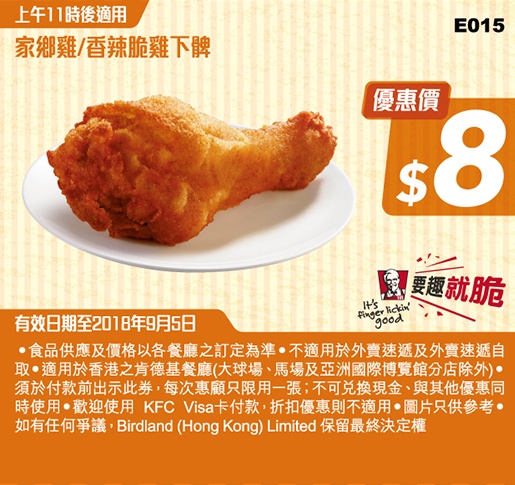 上午11時後適用
E015
家鄉雞/香辣脆雞下髀
優惠價
$8
It's finger lickin' good
要趣就脆
有效日期至2018年9月5日
•食品供應及價格以各餐廳之訂定為準•不適用於外賣速遞及外賣速遞自
取•適用於香港之肯德基餐廳(大球場、馬場及亞洲國際博覽館分店除外)•
須於付款前出示此券,每次惠顧只限用一張;不可兌換現金、與其他優惠同
時使用•歡迎使用 KFC Visa卡付款,折扣優惠則不適用•圖片只供參考•
如有任何爭議,Birdland (Hong Kong) Limited 保留最終決定權